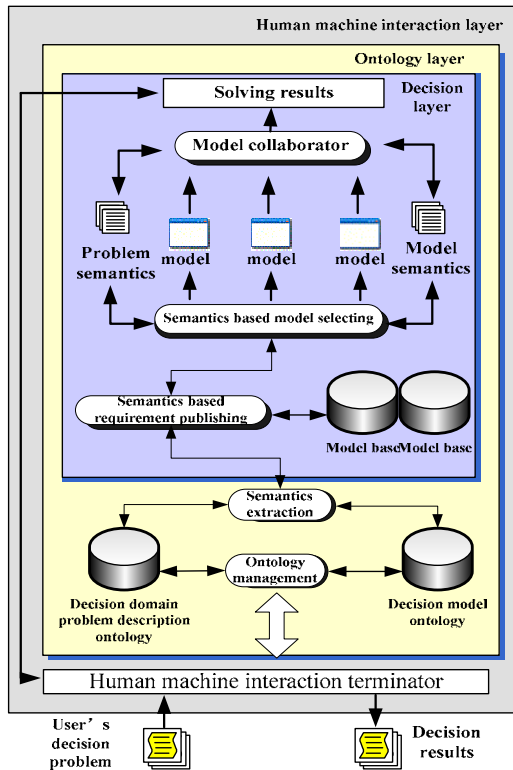 Human machine interaction layer
Ontology layer
Decision
layer
Solving results
Model collaborator
Problem
semantics
model
model
model
Model
semantics
Semantics based model selecting
Semantics based
requirement publishing
Model base
Model base
Semantics
extraction
Ontology
management
Decision domain
problem description
ontology
Decision model
ontology
Human machine interaction terminator
User's
decision
problem
Decision
results